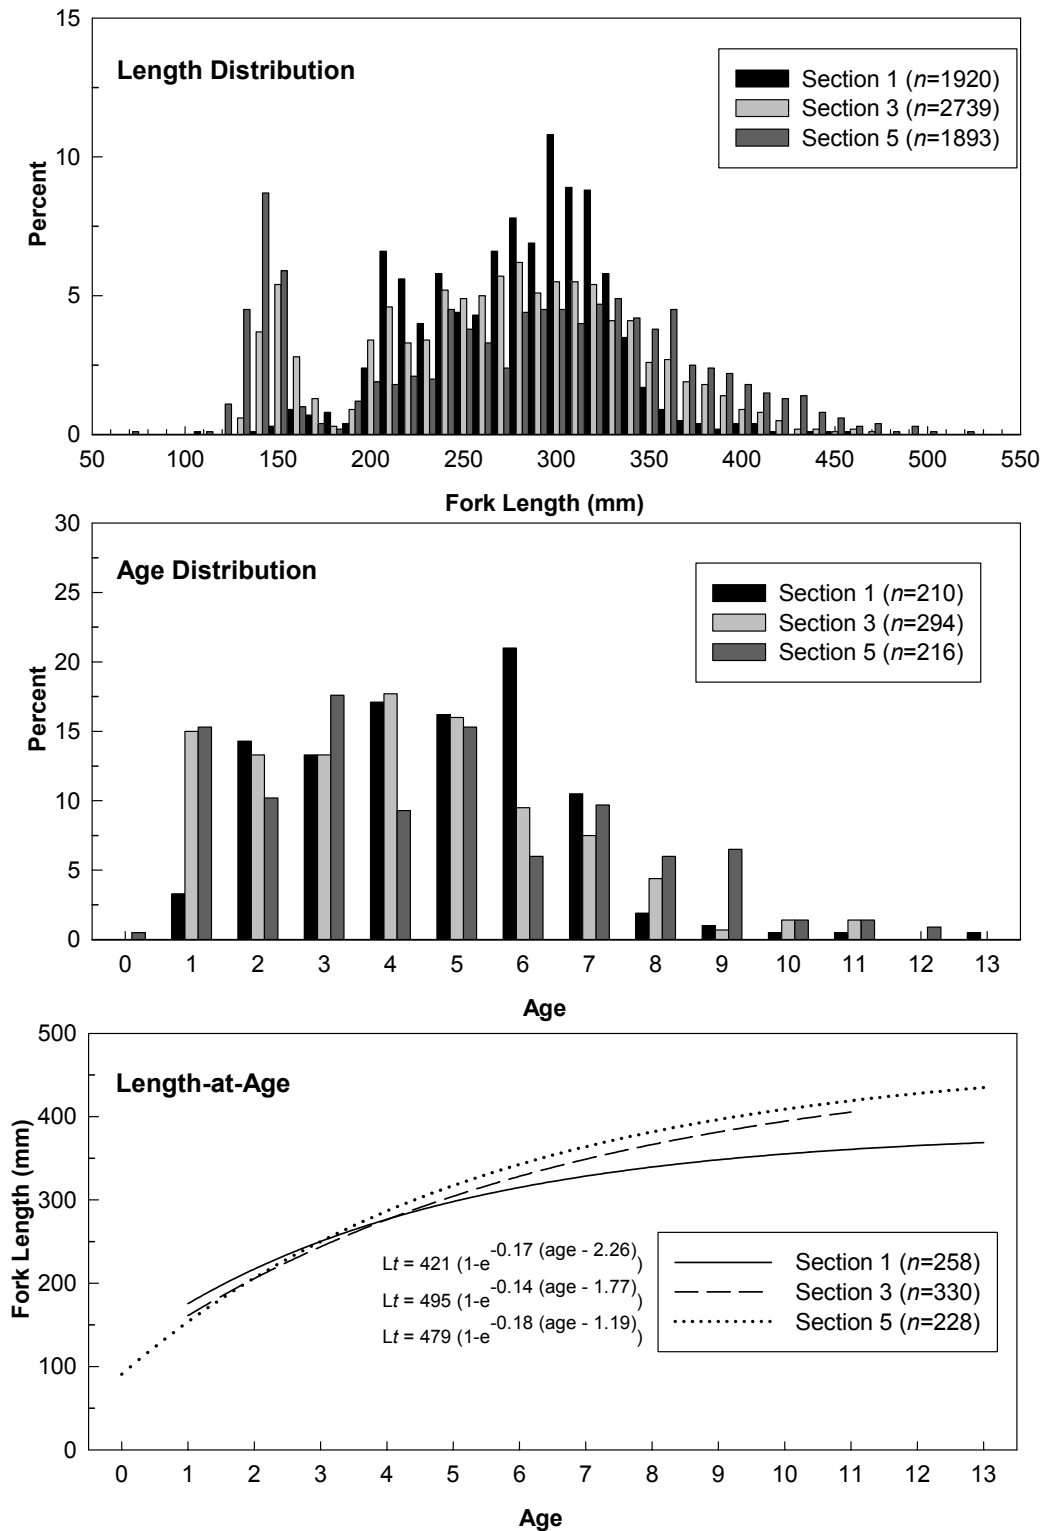 15
10
5
0
Percent
Length Distribution
Section 1 (n=1920)
Section 3 (n=2739)
Section 5 (n=1893)
50 100 150 200 250 300 350 400 450 500 550
Fork Length (mm)
30
25
20
15
10
5
0
Percent
Age Distribution
Section 1 (n=210)
Section 3 (n=294)
Section 5 (n=216)
0 1 2 3 4 5 6 7 8 9 10 11 12 13
Age
500
400
300
200
100
0
Fork Length (mm)
Length-at-Age
Lt = 421 (1-e-0.17 (age - 2.26))
Lt = 495 (1-e-0.14 (age - 1.77))
Lt = 479 (1-e-0.18 (age - 1.19))
Section 1 (n=258)
Section 3 (n=330)
Section 5 (n=228)
0 1 2 3 4 5 6 7 8 9 10 11 12 13
Age